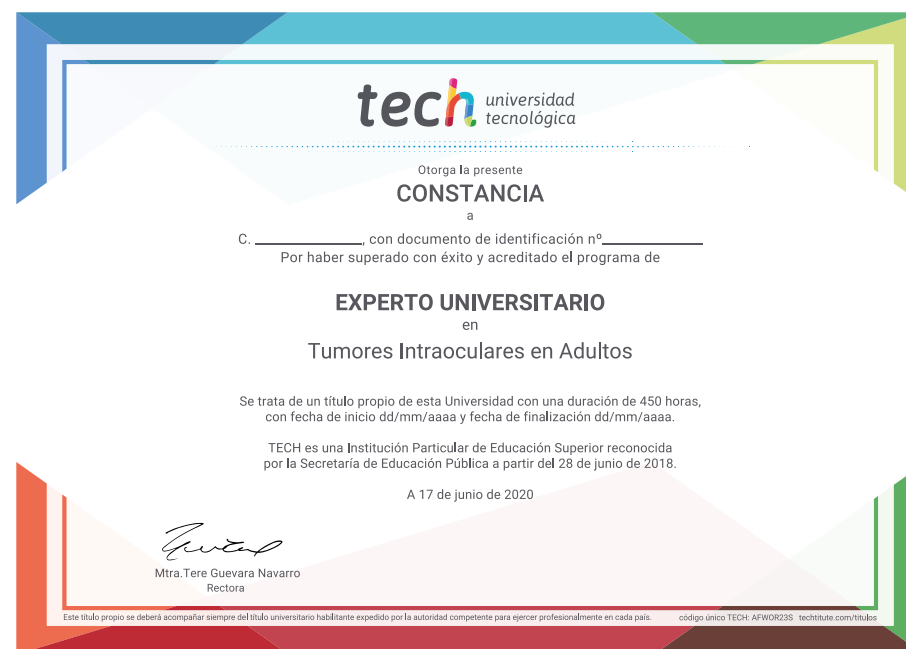 tech universidad
tecnológica
Otorga la presente
CONSTANCIA
a
C. ______________, con documento de identificación nº_____________
Por haber superado con éxito y acreditado el programa de
EXPERTO UNIVERSITARIO
en
Tumores Intraoculares en Adultos
Se trata de un título propio de esta Universidad con una duración de 450 horas,
con fecha de inicio dd/mm/aaaa y fecha de finalización dd/mm/aaaa.
TECH es una Institución Particular de Educación Superior reconocida
por la Secretaría de Educación Pública a partir del 28 de junio de 2018.
A 17 de junio de 2020
Mtra.Tere Guevara Navarro
Rectora
Este título propio se deberá acompañar siempre del título universitario habilitante expedido por la autoridad competente para ejercer profesionalmente en cada país. código único TECH: AFWOR23S techtitute.com/titulos